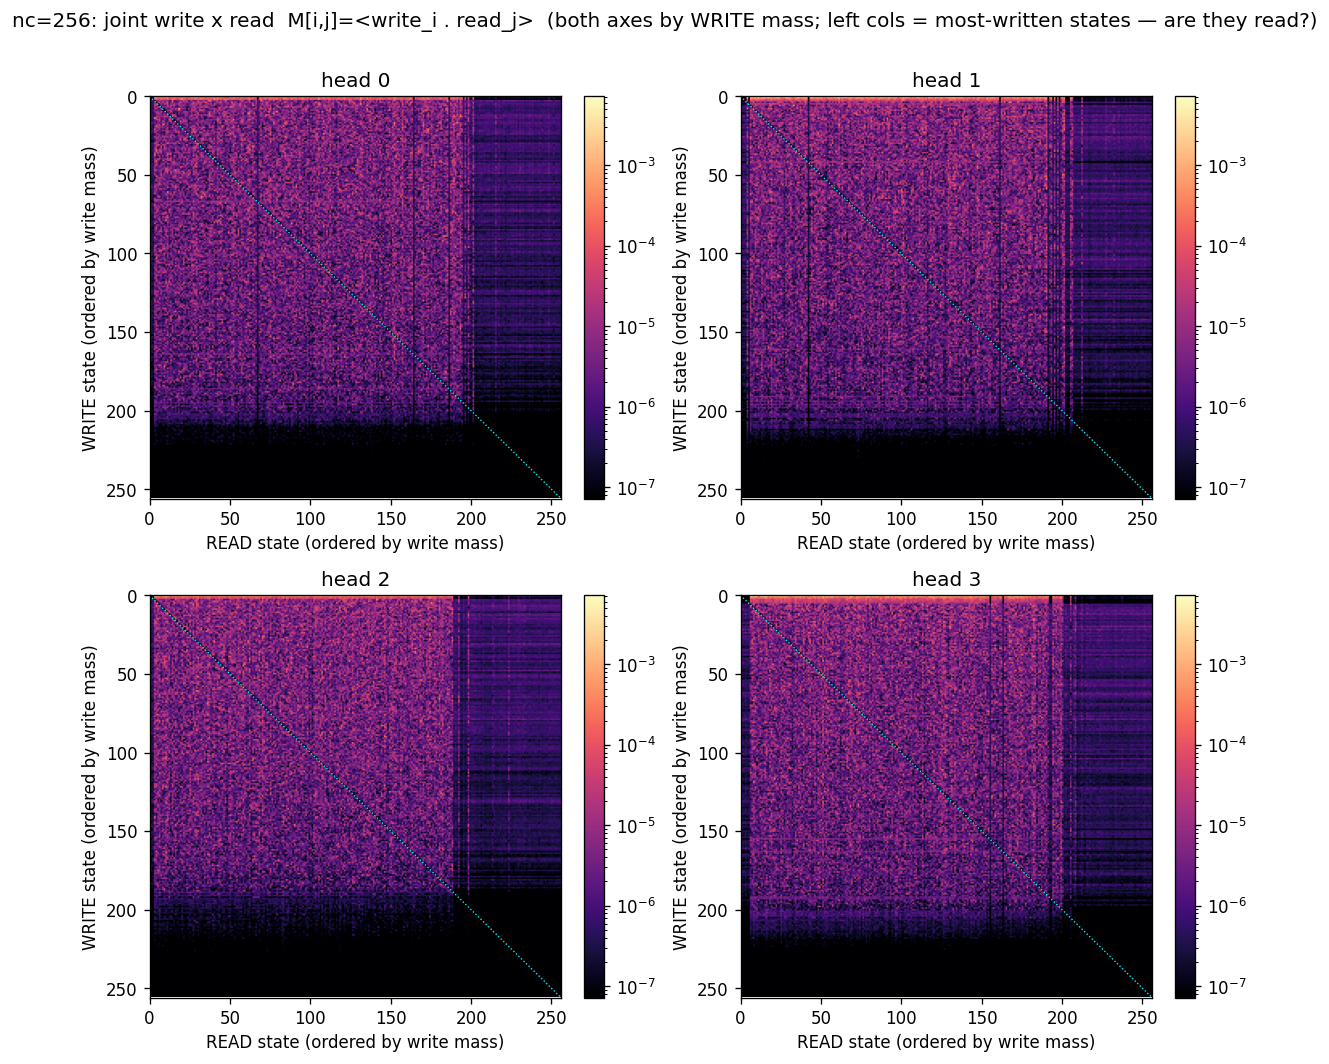 nc=256: joint write x read  M[i,j]=<write_i . read_j>  (both axes by WRITE mass; left cols = most-written states — are they read?)
head 0
head 1
0
50
100
150
200
250
0 50 100 150 200 250
WRITE state (ordered by write mass)
READ state (ordered by write mass)
10⁻³
10⁻⁴
10⁻⁵
10⁻⁶
10⁻⁷
0
50
100
150
200
250
0 50 100 150 200 250
WRITE state (ordered by write mass)
READ state (ordered by write mass)
10⁻³
10⁻⁴
10⁻⁵
10⁻⁶
10⁻⁷
head 2
head 3
0
50
100
150
200
250
0 50 100 150 200 250
WRITE state (ordered by write mass)
READ state (ordered by write mass)
10⁻³
10⁻⁴
10⁻⁵
10⁻⁶
10⁻⁷
0
50
100
150
200
250
0 50 100 150 200 250
WRITE state (ordered by write mass)
READ state (ordered by write mass)
10⁻³
10⁻⁴
10⁻⁵
10⁻⁶
10⁻⁷